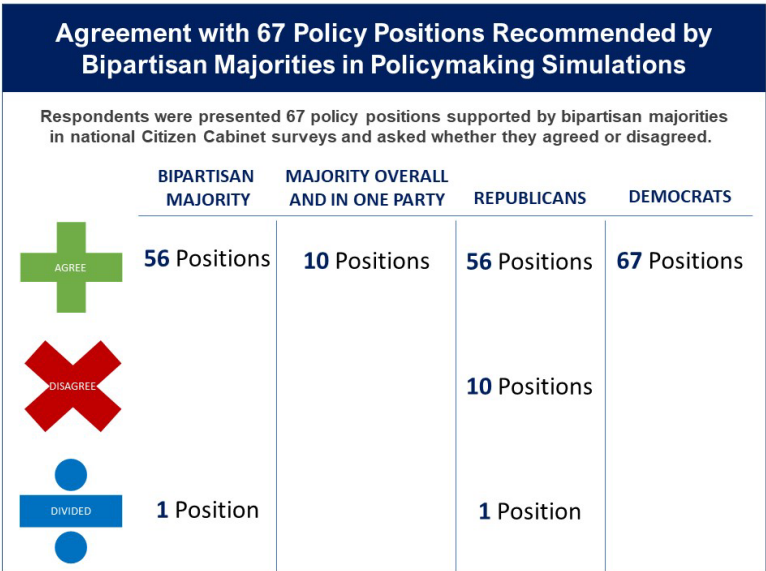 Agreement with 67 Policy Positions Recommended by
Bipartisan Majorities in Policymaking Simulations
Respondents were presented 67 policy positions supported by bipartisan majorities
in national Citizen Cabinet surveys and asked whether they agreed or disagreed.
BIPARTISAN
MAJORITY
MAJORITY OVERALL
AND IN ONE PARTY
REPUBLICANS
DEMOCRATS
AGREE
56 Positions
10 Positions
56 Positions
67 Positions
DISAGREE
10 Positions
DIVIDED
1 Position
1 Position